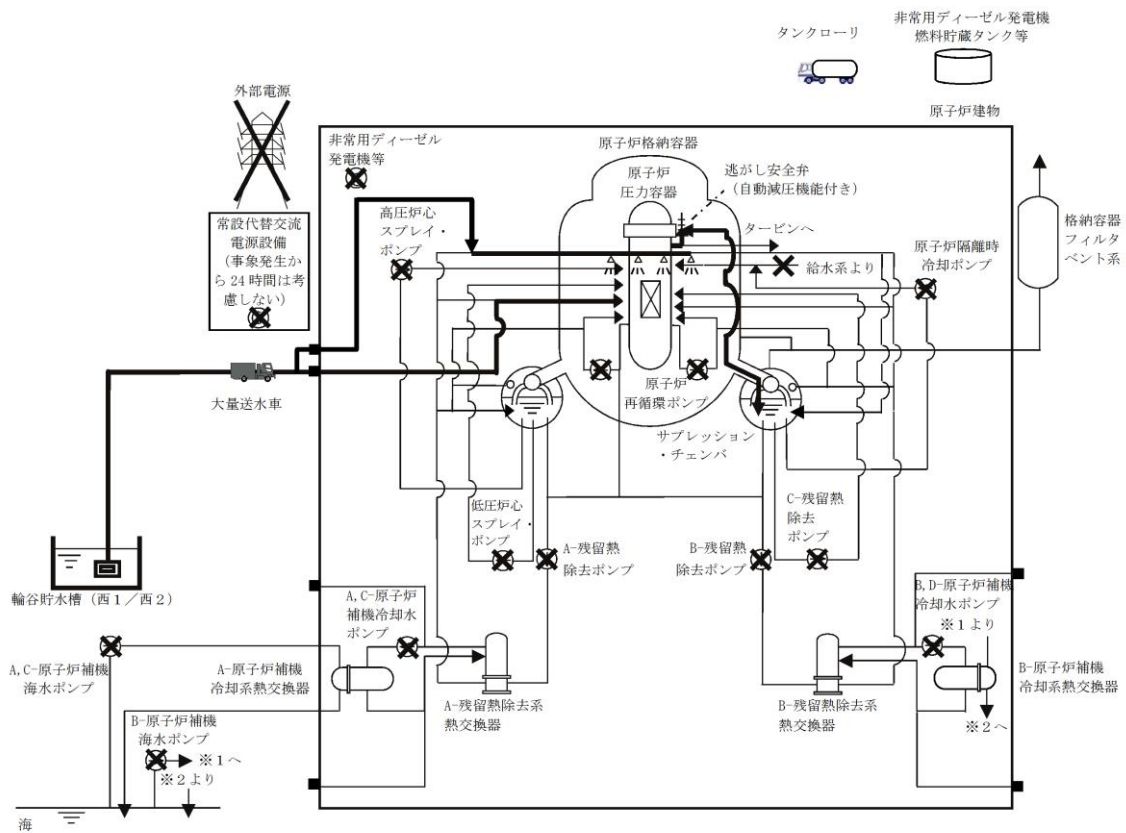 タンクローリ
非常用ディーゼル発電機
燃料貯蔵タンク等
原子炉建物
外部電源
常設代替交流
電源設備
(事象発生か
ら24時間は考
慮しない)
非常用ディーゼル
発電機等
原子炉格納容器
原子炉
圧力容器
逃がし安全弁
(自動減圧機能付き)
高圧炉心
スプレイ・
ポンプ
タービンへ
給水系より
原子炉隔離時
冷却ポンプ
格納容器
フィルタ
ベント系
大量送水車
原子炉
再循環ポンプ
サプレッション
・チェンバ
低圧炉心
スプレイ・
ポンプ
A-残留熱
除去ポンプ
B-残留熱
除去ポンプ
C-残留熱
除去
ポンプ
輪谷貯水槽(西1/西2)
A,C-原子炉
補機冷却水
ポンプ
B,D-原子炉補機
冷却水ポンプ
※1より
A,C-原子炉補機
海水ポンプ
A-原子炉補機
冷却系熱交換器
A-残留熱除去系
熱交換器
B-残留熱除去系
熱交換器
B-原子炉補機
冷却系熱交換器
※2へ
B-原子炉補機
海水ポンプ
※1へ
※2より
海